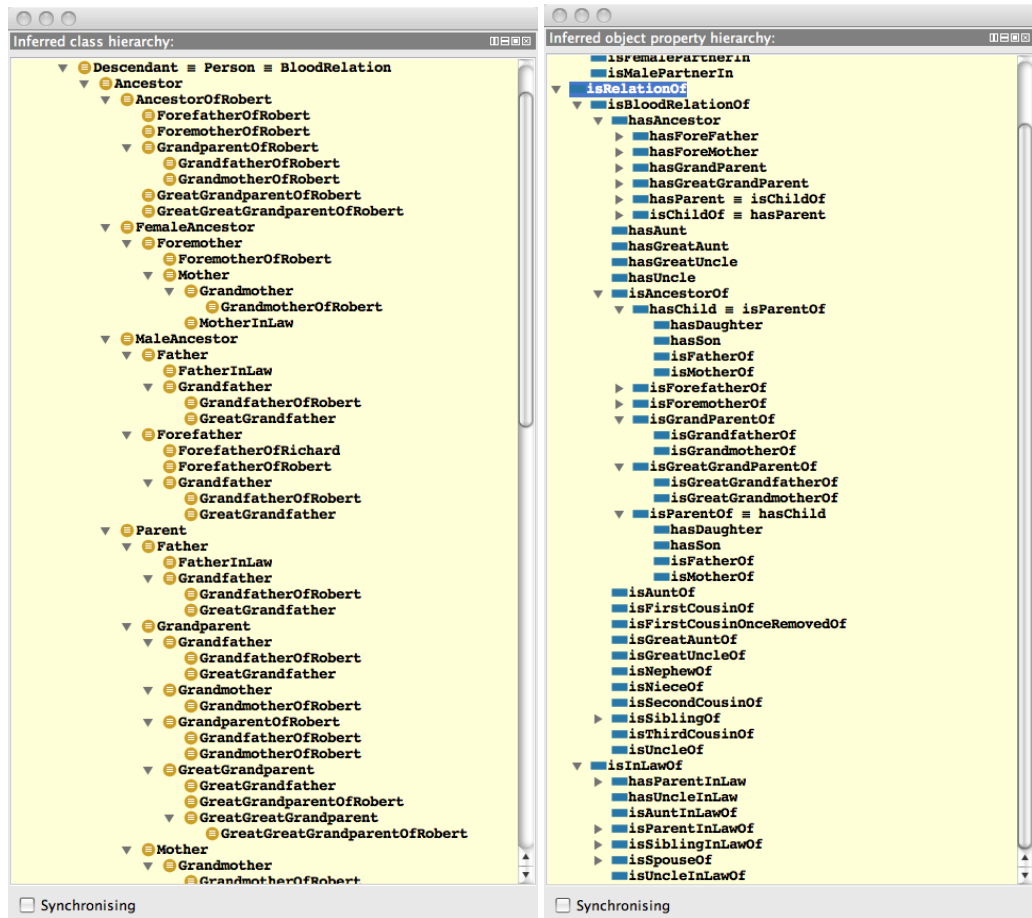 Inferred class hierarchy:
Descendant ≡ Person ≡ BloodRelation
Ancestor
AncestorOfRobert
ForefatherOfRobert
ForemotherOfRobert
GrandparentOfRobert
GrandfatherOfRobert
GrandmotherOfRobert
GreatGrandparentOfRobert
GreatGreatGrandparentOfRobert
FemaleAncestor
Foremother
ForemotherOfRobert
Mother
Grandmother
GrandmotherOfRobert
MotherInLaw
MaleAncestor
Father
FatherInLaw
Grandfather
GrandfatherOfRobert
GreatGrandfather
Forefather
ForefatherOfRichard
ForefatherOfRobert
Grandfather
GrandfatherOfRobert
GreatGrandfather
Parent
Father
FatherInLaw
Grandfather
GrandfatherOfRobert
GreatGrandfather
Grandparent
Grandfather
GrandfatherOfRobert
GreatGrandfather
Grandmother
GrandmotherOfRobert
GrandparentOfRobert
GrandfatherOfRobert
GrandmotherOfRobert
GreatGrandparent
GreatGrandfather
GreatGrandparentOfRobert
GreatGreatGrandparent
GreatGreatGrandparentOfRobert
Mother
Grandmother
GrandmotherOfRobert
Synchronising
Inferred object property hierarchy:
isFemalePartnerIn
isMalePartnerIn
isRelationOf
isBloodRelationOf
hasAncestor
hasForeFather
hasForeMother
hasGrandParent
hasGreatGrandParent
hasParent ≡ isChildOf
isChildOf ≡ hasParent
hasAunt
hasGreatAunt
hasGreatUncle
hasUncle
isAncestorOf
hasChild ≡ isParentOf
hasDaughter
hasSon
isFatherOf
isMotherOf
isForefatherOf
isForemotherOf
isGrandParentOf
isGrandfatherOf
isGrandmotherOf
isGreatGrandParentOf
isGreatGrandfatherOf
isGreatGrandmotherOf
isParentOf ≡ hasChild
hasDaughter
hasSon
isFatherOf
isMotherOf
isAuntOf
isFirstCousinOf
isFirstCousinOnceRemovedOf
isGreatAuntOf
isGreatUncleOf
isNephewOf
isNieceOf
isSecondCousinOf
isSiblingOf
isThirdCousinOf
isUncleOf
isInLawOf
hasParentInLaw
hasUncleInLaw
isAuntInLawOf
isParentInLawOf
isSiblingInLawOf
isSpouseOf
isUncleInLawOf
Synchronising